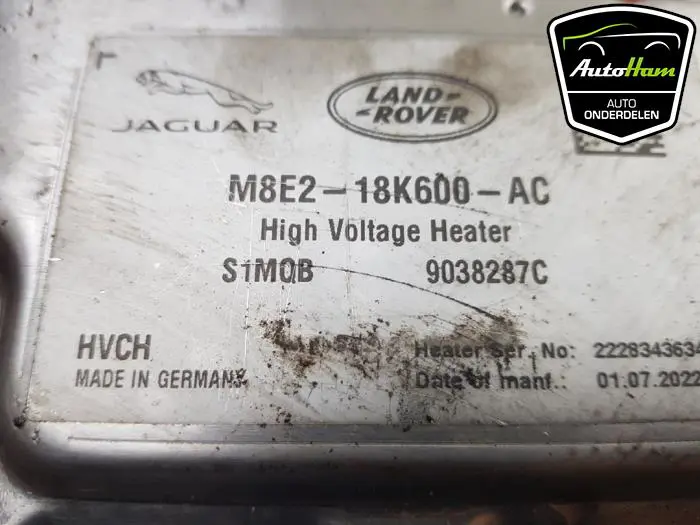 AutoHam
AUTO
ONDERDELEN
JAGUAR
LAND-
ROVER
M8E2-18K600-AC
High Voltage Heater
S1MQB 9038287C
HVCH
MADE IN GERMANY
Heater Ser. No: 2228343634
Date of manf.: 01.07.2022